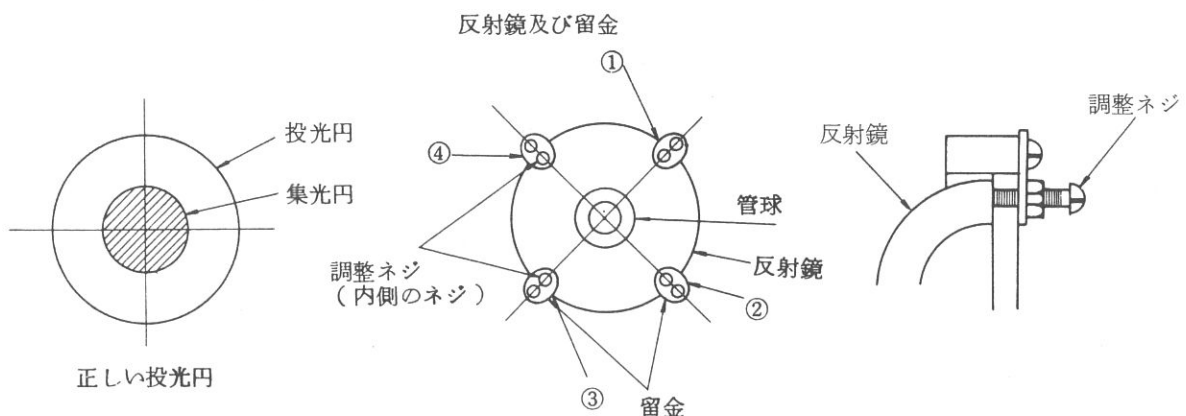 反射鏡及び留金
①
投光円
集光円
正しい投光円
④
管球
反射鏡
調整ネジ
(内側のネジ)
②
③
留金
調整ネジ
反射鏡